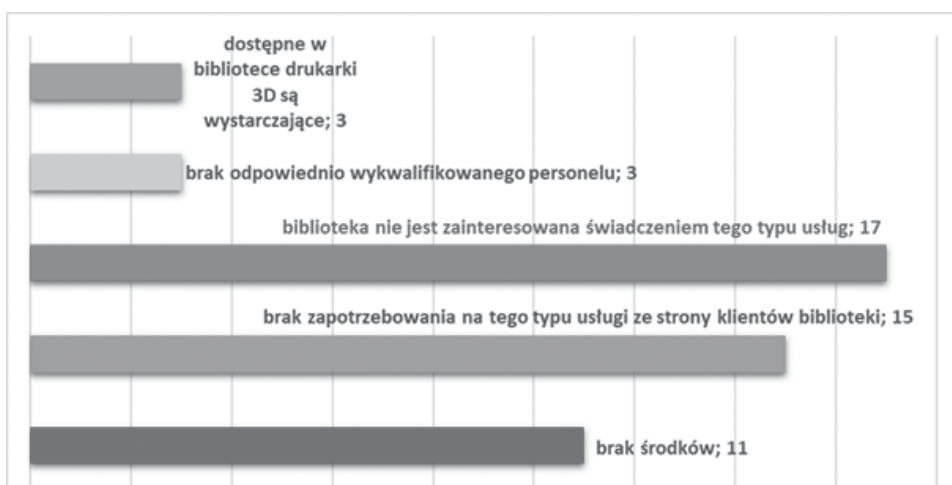 dostępne w
bibliotece drukarki
3D są
wystarczające; 3
brak odpowiednio wykwalifikowanego personelu; 3
biblioteka nie jest zainteresowana świadczeniem tego typu usług; 17
brak zapotrzebowania na tego typu usługi ze strony klientów biblioteki; 15
brak środków; 11